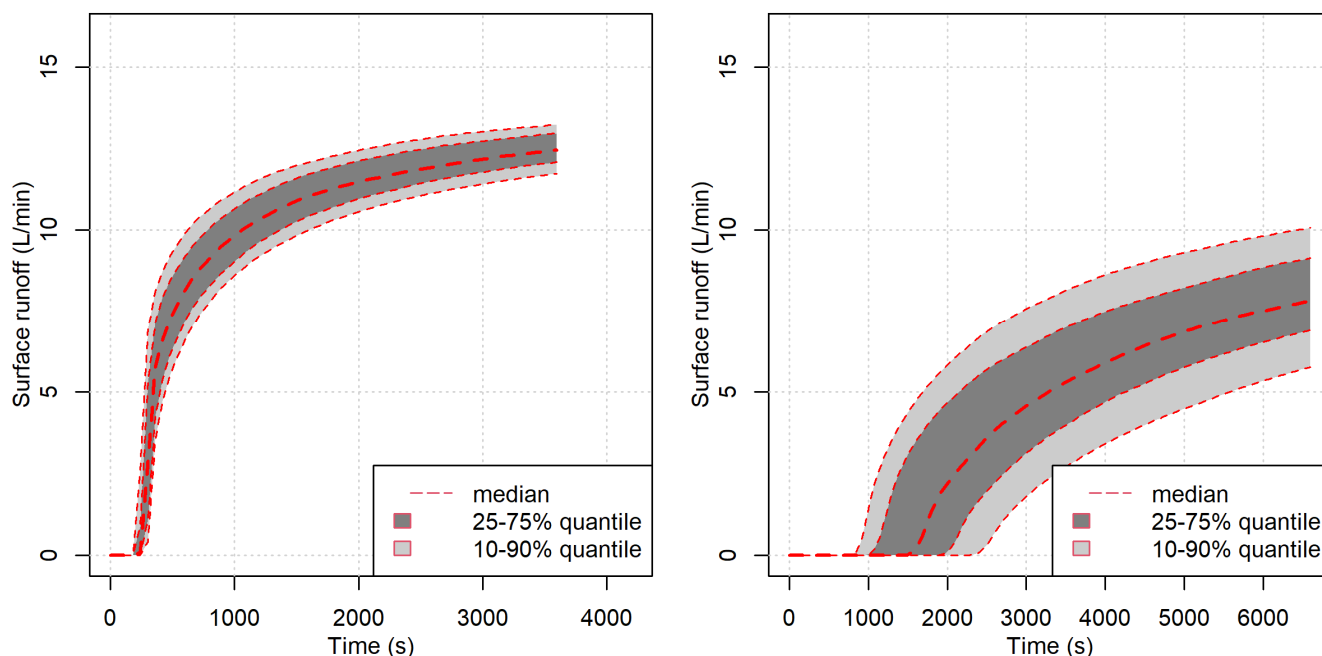 Surface runoff (L/min)
15
10
5
0
median
25-75% quantile
10-90% quantile
0 1000 2000 3000 4000
Time (s)
Surface runoff (L/min)
15
10
5
0
median
25-75% quantile
10-90% quantile
0 1000 2000 3000 4000 5000 6000
Time (s)